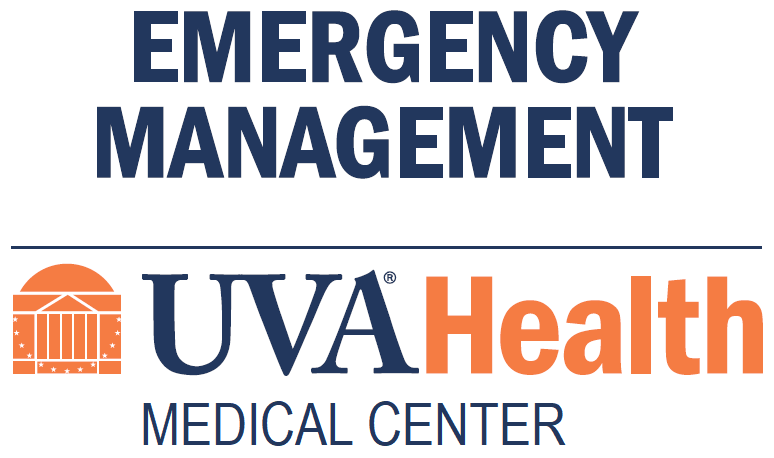 EMERGENCY
MANAGEMENT
UVA® Health
MEDICAL CENTER